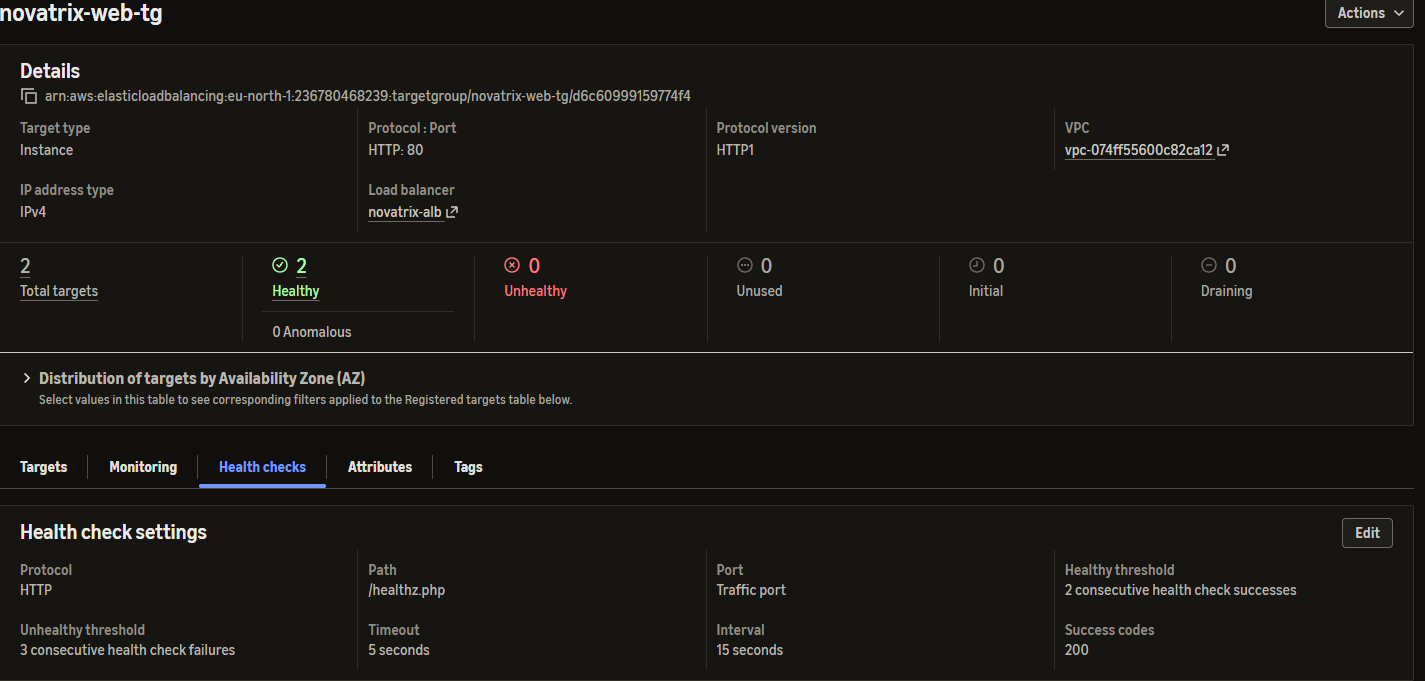 novatrix-web-tg
Actions
Details
arn:aws:elasticloadbalancing:eu-north-1:236780468239:targetgroup/novatrix-web-tg/d6c60999159774f4
Target type
Instance
Protocol : Port
HTTP: 80
Protocol version
HTTP1
VPC
vpc-074ff55600c82ca12
IP address type
IPv4
Load balancer
novatrix-alb
2
Total targets
2
Healthy
0 Anomalous
0
Unhealthy
0
Unused
0
Initial
0
Draining
Distribution of targets by Availability Zone (AZ)
Select values in this table to see corresponding filters applied to the Registered targets table below.
Targets
Monitoring
Health checks
Attributes
Tags
Health check settings
Edit
Protocol
HTTP
Path
/healthz.php
Port
Traffic port
Healthy threshold
2 consecutive health check successes
Unhealthy threshold
3 consecutive health check failures
Timeout
5 seconds
Interval
15 seconds
Success codes
200